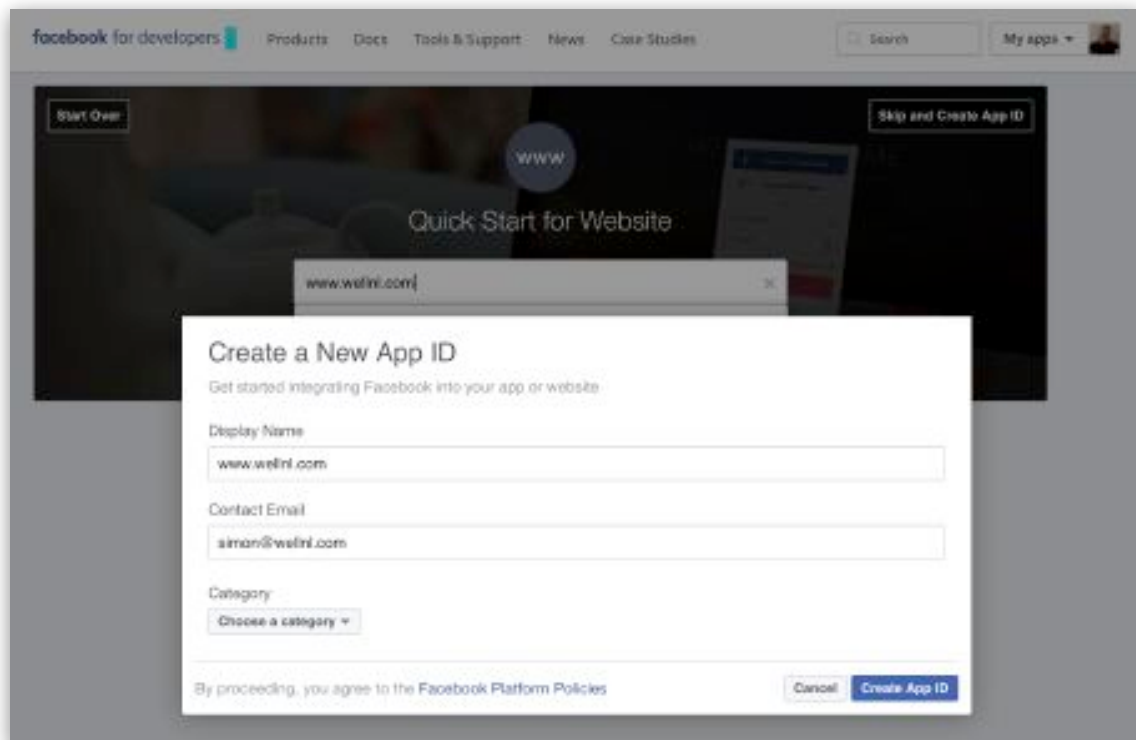 facebook for developers Products Docs Tools & Support News Case Studies Search My apps
Start Over Skip and Create App ID
www
Quick Start for Website
www.wellnl.com
Create a New App ID
Get started integrating Facebook into your app or website
Display Name
www.wellnl.com
Contact Email
simon@wellnl.com
Category
Choose a category
By proceeding, you agree to the Facebook Platform Policies Cancel Create App ID